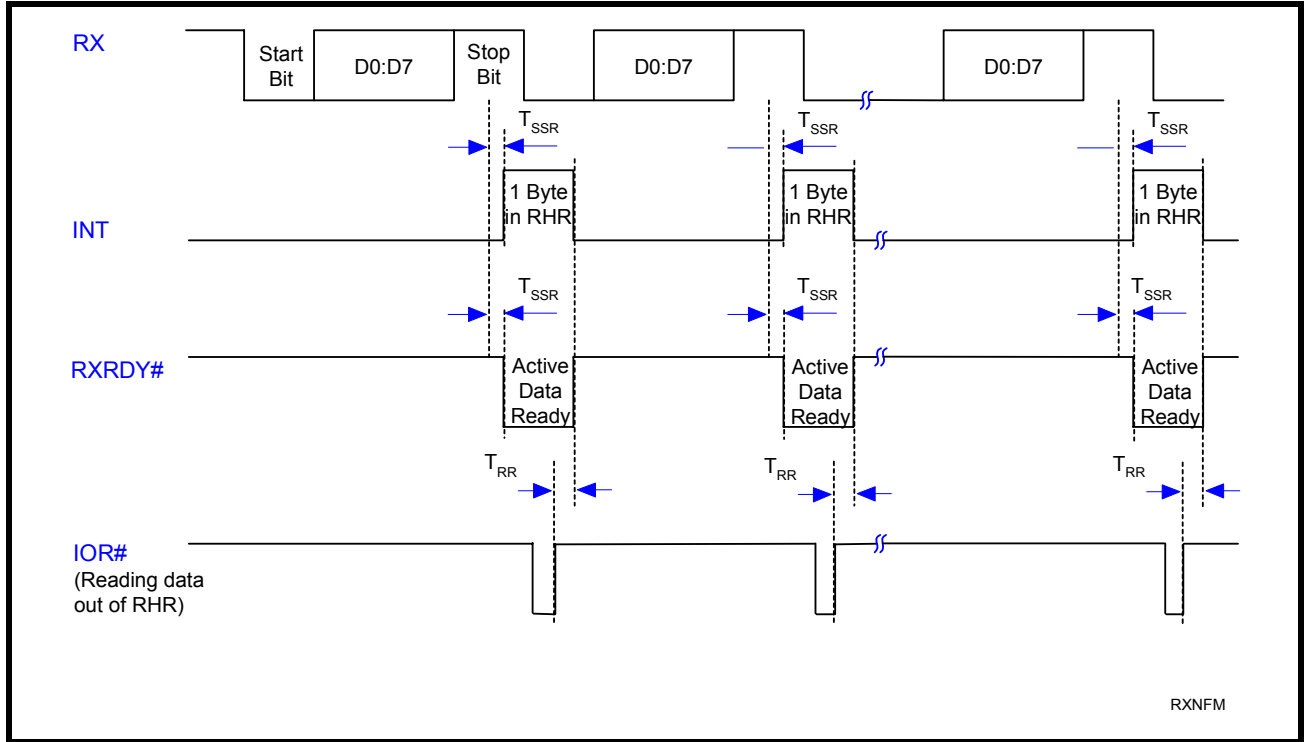 RX
Start
Bit
D0:D7
Stop
Bit
D0:D7
D0:D7
TSSR
TSSR
TSSR
INT
1 Byte
in RHR
1 Byte
in RHR
1 Byte
in RHR
TSSR
TSSR
TSSR
RXRDY#
Active
Data
Ready
Active
Data
Ready
Active
Data
Ready
TRR
TRR
TRR
IOR#
(Reading data
out of RHR)
RXNFM